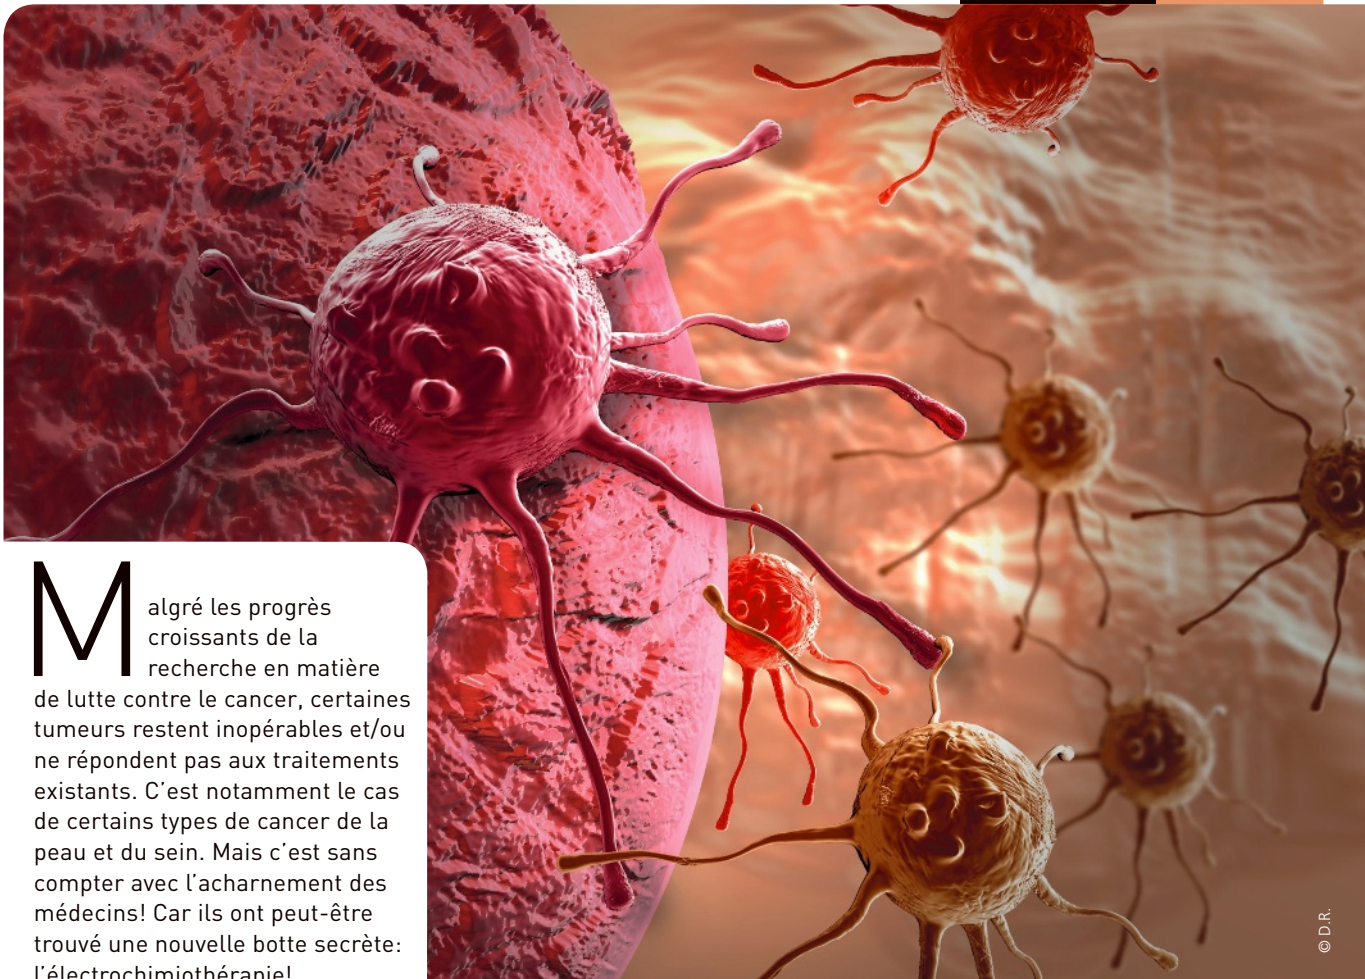 Malgré les progrès
croissants de la
recherche en matière
de lutte contre le cancer, certaines
tumeurs restent inopérables et/ou
ne répondent pas aux traitements
existants. C’est notamment le cas
de certains types de cancer de la
peau et du sein. Mais c’est sans
compter avec l’acharnement des
médecins! Car ils ont peut-être
trouvé une nouvelle botte secrète:
l’électrochimiothérapie!
© D.R.